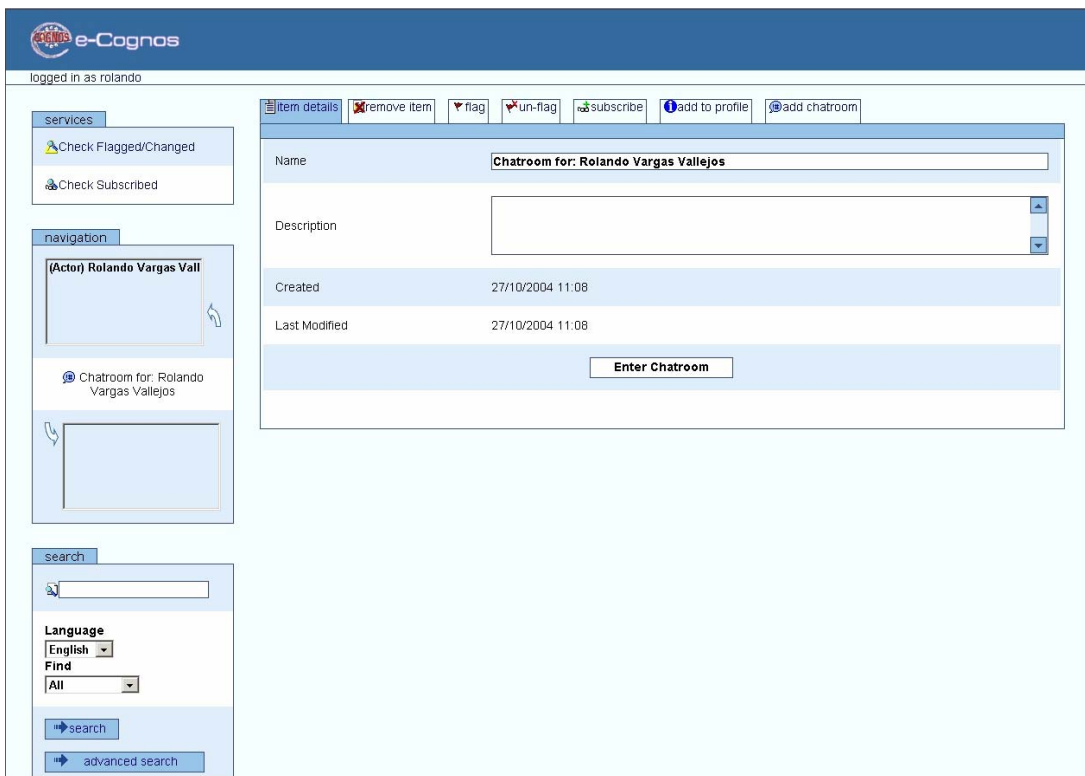 COGNOS e-Cognos
logged in as rolando
services
Check Flagged/Changed
Check Subscribed
navigation
(Actor) Rolando Vargas Vall
Chatroom for: Rolando
Vargas Vallejos
search
Language
English
Find
All
search
advanced search
item details remove item flag un-flag subscribe add to profile add chatroom
Name Chatroom for: Rolando Vargas Vallejos
Description
Created 27/10/2004 11:08
Last Modified 27/10/2004 11:08
Enter Chatroom